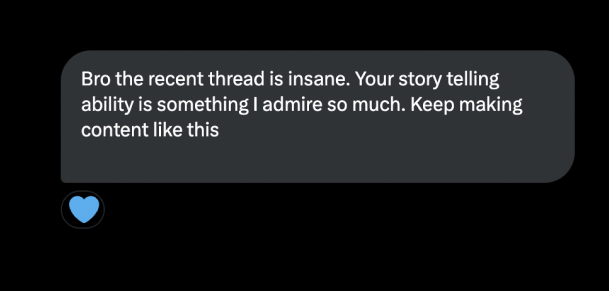 Bro the recent thread is insane. Your story telling
ability is something I admire so much. Keep making
content like this